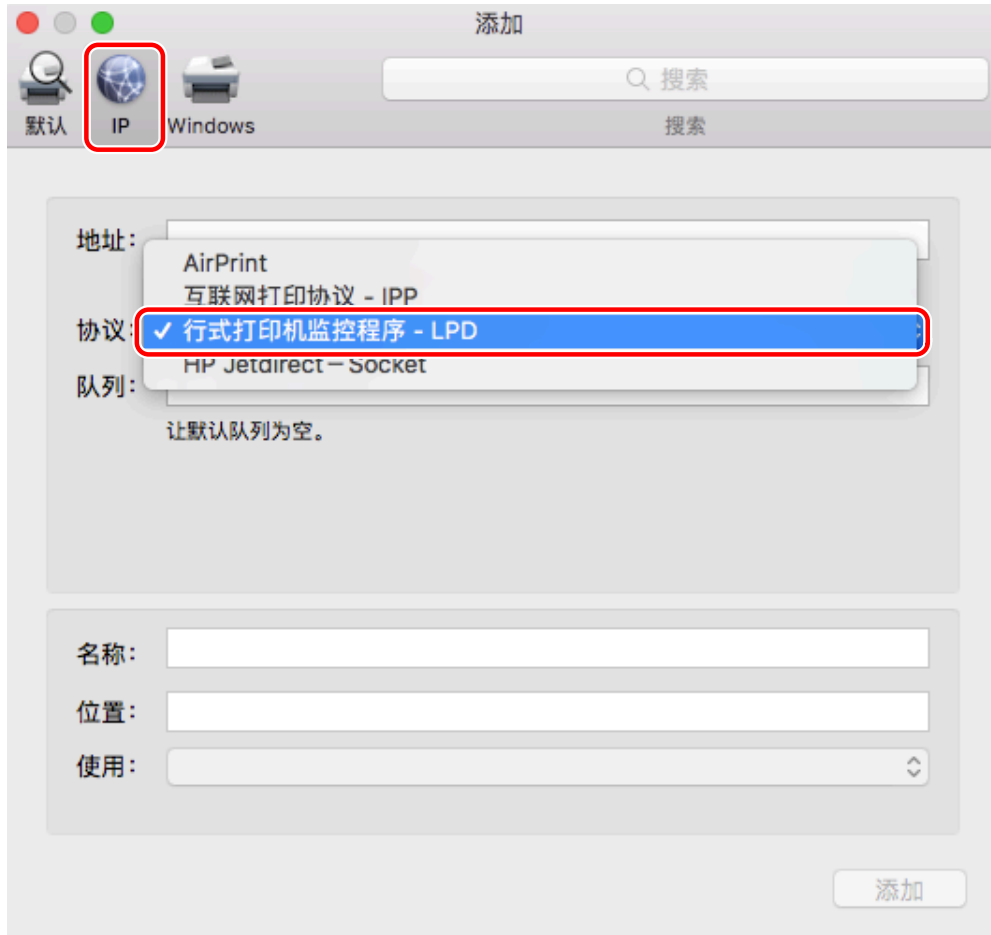 添加
搜索
默认 IP Windows 搜索
地址：
AirPrint
互联网打印协议 - IPP
协议： ✓ 行式打印机监控程序 - LPD
HP Jetdirect－Socket
队列：
让默认队列为空。
名称：
位置：
使用：
添加